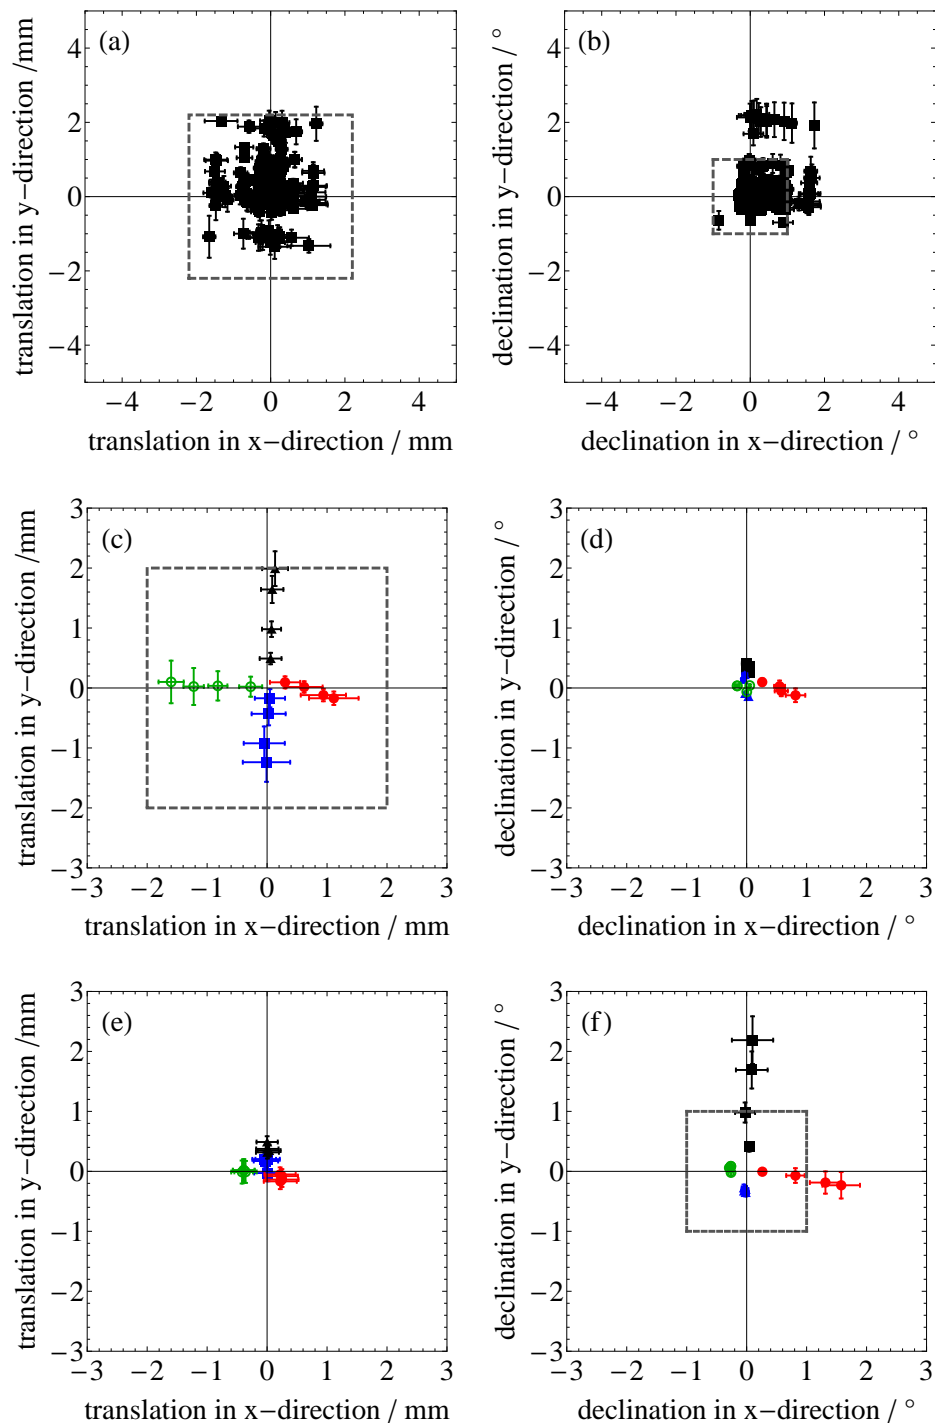 (a)
translation in y−direction /mm
4
2
0
−2
−4
−4 −2 0 2 4
translation in x−direction / mm
(b)
declination in y−direction / °
4
2
0
−2
−4
−4 −2 0 2 4
declination in x−direction / °
(c)
translation in y−direction /mm
3
2
1
0
−1
−2
−3
−3 −2 −1 0 1 2 3
translation in x−direction / mm
(d)
declination in y−direction / °
3
2
1
0
−1
−2
−3
−3 −2 −1 0 1 2 3
declination in x−direction / °
(e)
translation in y−direction /mm
3
2
1
0
−1
−2
−3
−3 −2 −1 0 1 2 3
translation in x−direction / mm
(f)
declination in y−direction / °
3
2
1
0
−1
−2
−3
−3 −2 −1 0 1 2 3
declination in x−direction / °